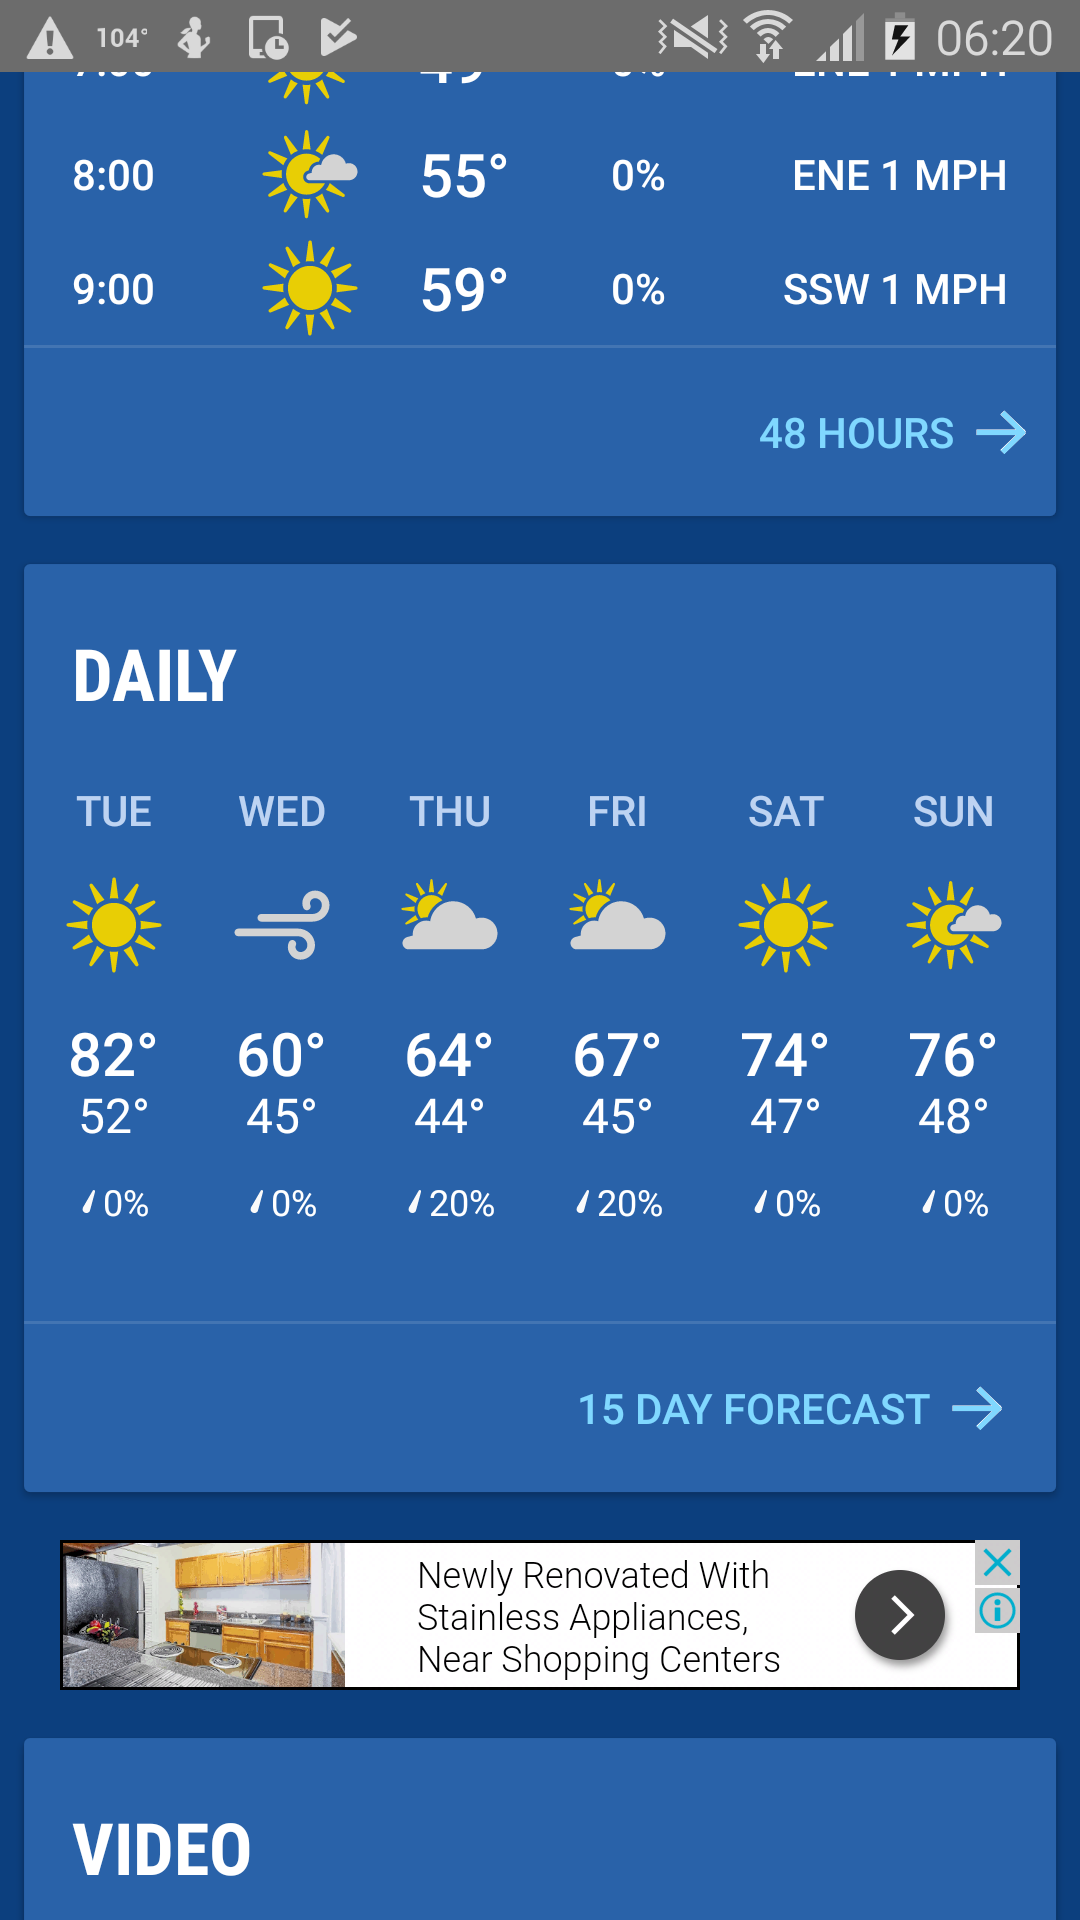 104°
06:20
8:00 55° 0% ENE 1 MPH
9:00 59° 0% SSW 1 MPH
48 HOURS
DAILY
TUE WED THU FRI SAT SUN
82° 60° 64° 67° 74° 76°
52° 45° 44° 45° 47° 48°
0% 0% 20% 20% 0% 0%
15 DAY FORECAST
Newly Renovated With
Stainless Appliances,
Near Shopping Centers
VIDEO